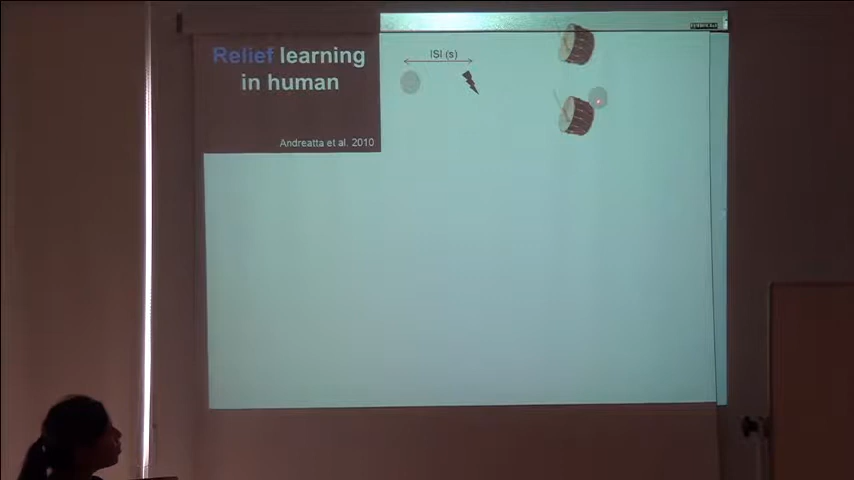 Relief learning
in human
Andreatta et al. 2010
ISI (s)